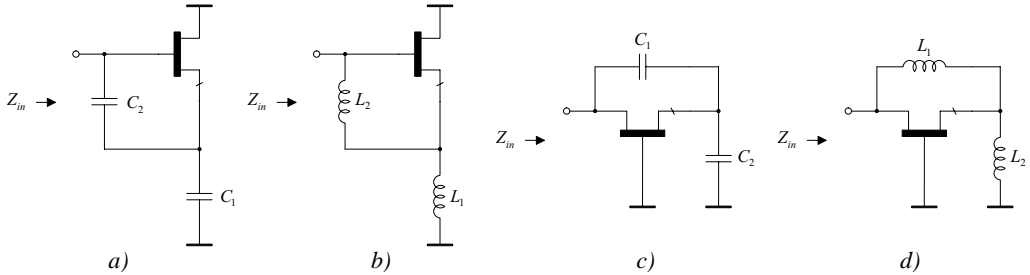 Z_in
C_2
C_1
a)
Z_in
L_2
L_1
b)
Z_in
C_1
C_2
c)
Z_in
L_1
L_2
d)